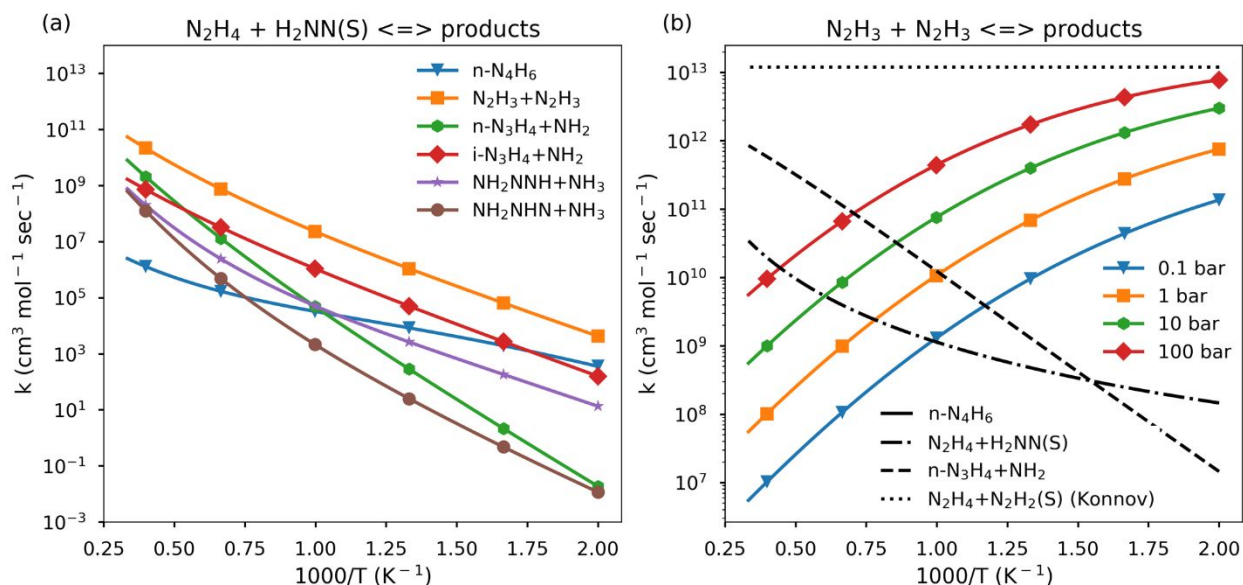 (a)
N₂H₄ + H₂NN(S) <=> products
k (cm³ mol⁻¹ sec⁻¹)
10¹³
10¹¹
10⁹
10⁷
10⁵
10³
10¹
10⁻¹
10⁻³
n-N₄H₆
N₂H₃+N₂H₃
n-N₃H₄+NH₂
i-N₃H₄+NH₂
NH₂NNH+NH₃
NH₂NHN+NH₃
0.25 0.50 0.75 1.00 1.25 1.50 1.75 2.00
1000/T (K⁻¹)
(b)
N₂H₃ + N₂H₃ <=> products
k (cm³ mol⁻¹ sec⁻¹)
10¹³
10¹²
10¹¹
10¹⁰
10⁹
10⁸
10⁷
0.1 bar
1 bar
10 bar
100 bar
n-N₄H₆
N₂H₄+H₂NN(S)
n-N₃H₄+NH₂
N₂H₄+N₂H₂(S) (Konnov)
0.25 0.50 0.75 1.00 1.25 1.50 1.75 2.00
1000/T (K⁻¹)